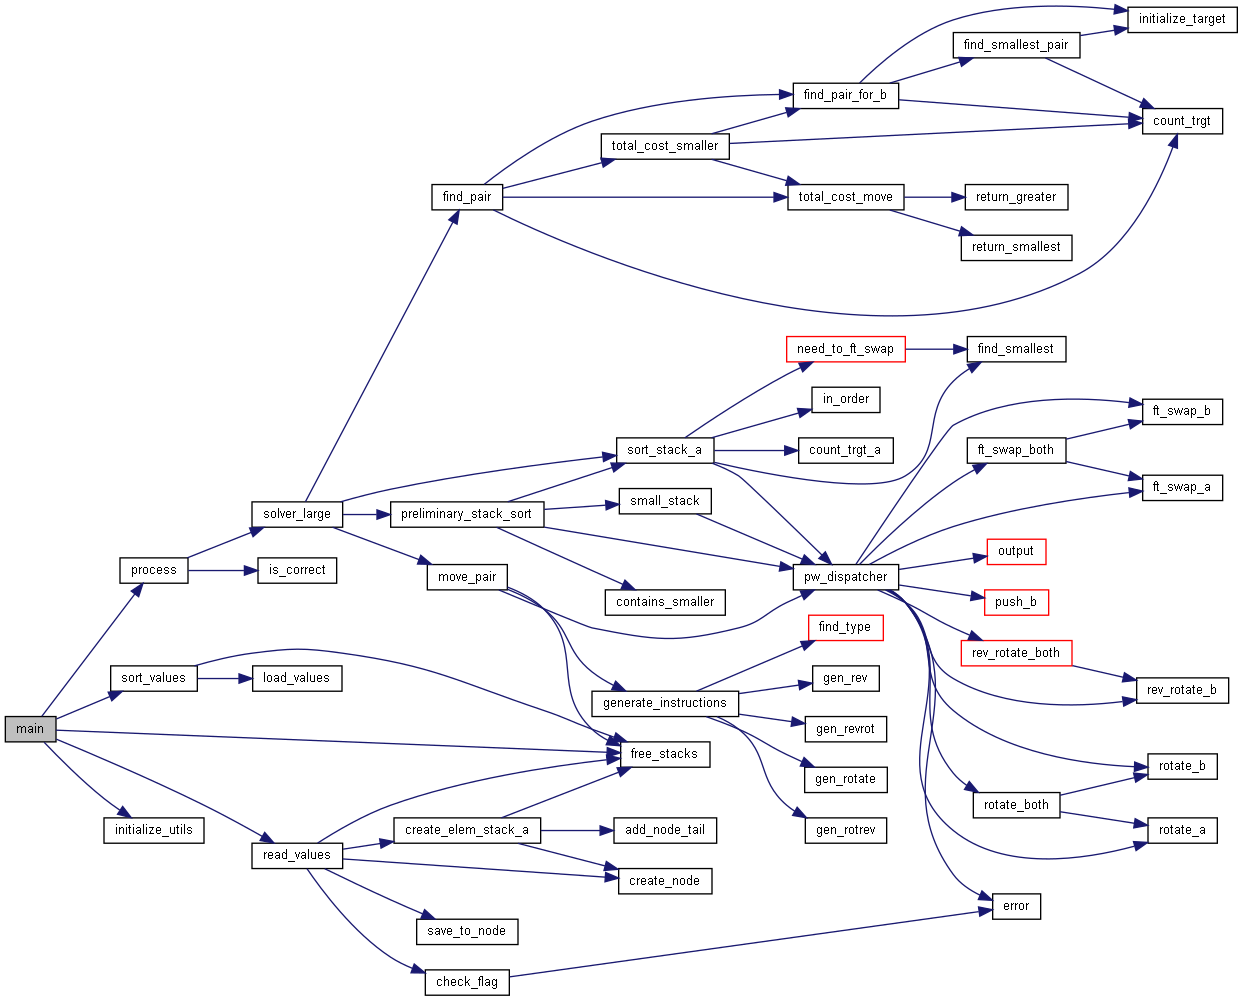 main
process
sort_values
initialize_utils
read_values
solver_large
is_correct
load_values
find_pair
preliminary_stack_sort
move_pair
create_elem_stack_a
save_to_node
check_flag
total_cost_smaller
sort_stack_a
small_stack
contains_smaller
generate_instructions
free_stacks
add_node_tail
create_node
find_pair_for_b
total_cost_move
need_to_ft_swap
in_order
count_trgt_a
pw_dispatcher
find_type
gen_rev
gen_revrot
gen_rotate
gen_rotrev
find_smallest_pair
return_greater
return_smallest
find_smallest
ft_swap_both
output
push_b
rev_rotate_both
rotate_both
error
initialize_target
count_trgt
ft_swap_b
ft_swap_a
rev_rotate_b
rotate_b
rotate_a